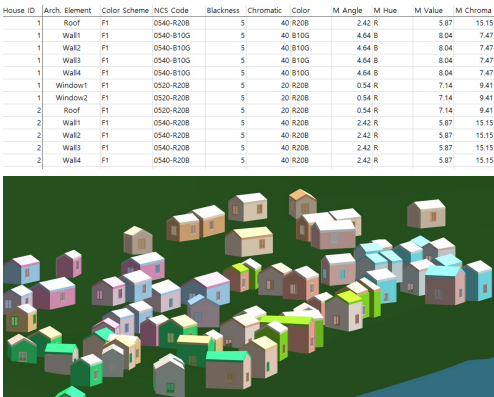 House ID Arch. Element Color Scheme NCS Code Blackness Chromatic Color M Angle M Hue M Value M Chroma
1 Roof F1 0540-R20B 5 40 R20B 2.42 R 5.87 15.15
1 Wall1 F1 0540-B10G 5 40 B10G 4.64 B 8.04 7.47
1 Wall2 F1 0540-B10G 5 40 B10G 4.64 B 8.04 7.47
1 Wall3 F1 0540-B10G 5 40 B10G 4.64 B 8.04 7.47
1 Wall4 F1 0540-B10G 5 40 B10G 4.64 B 8.04 7.47
1 Window1 F1 0520-R20B 5 20 R20B 0.54 R 7.14 9.41
1 Window2 F1 0520-R20B 5 20 R20B 0.54 R 7.14 9.41
2 Roof F1 0520-R20B 5 20 R20B 0.54 R 7.14 9.41
2 Wall1 F1 0540-R20B 5 40 R20B 2.42 R 5.87 15.15
2 Wall2 F1 0540-R20B 5 40 R20B 2.42 R 5.87 15.15
2 Wall3 F1 0540-R20B 5 40 R20B 2.42 R 5.87 15.15
2 Wall4 F1 0540-R20B 5 40 R20B 2.42 R 5.87 15.15